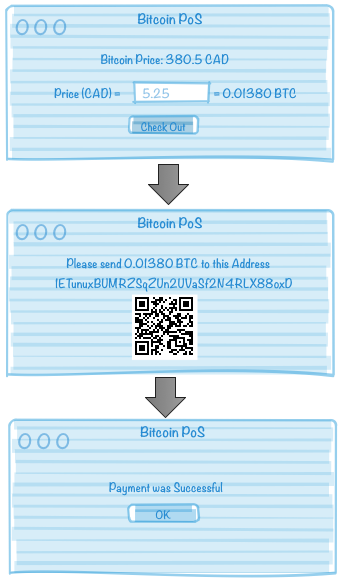 Bitcoin PoS
Bitcoin Price: 380.5 CAD
Price (CAD) = 5.25 = 0.01380 BTC
Check Out
Bitcoin PoS
Please send 0.01380 BTC to this Address
1ETunuxBUMRZSqZUn2UVaSf2N4RLX88oxD
Bitcoin PoS
Payment was Successful
OK